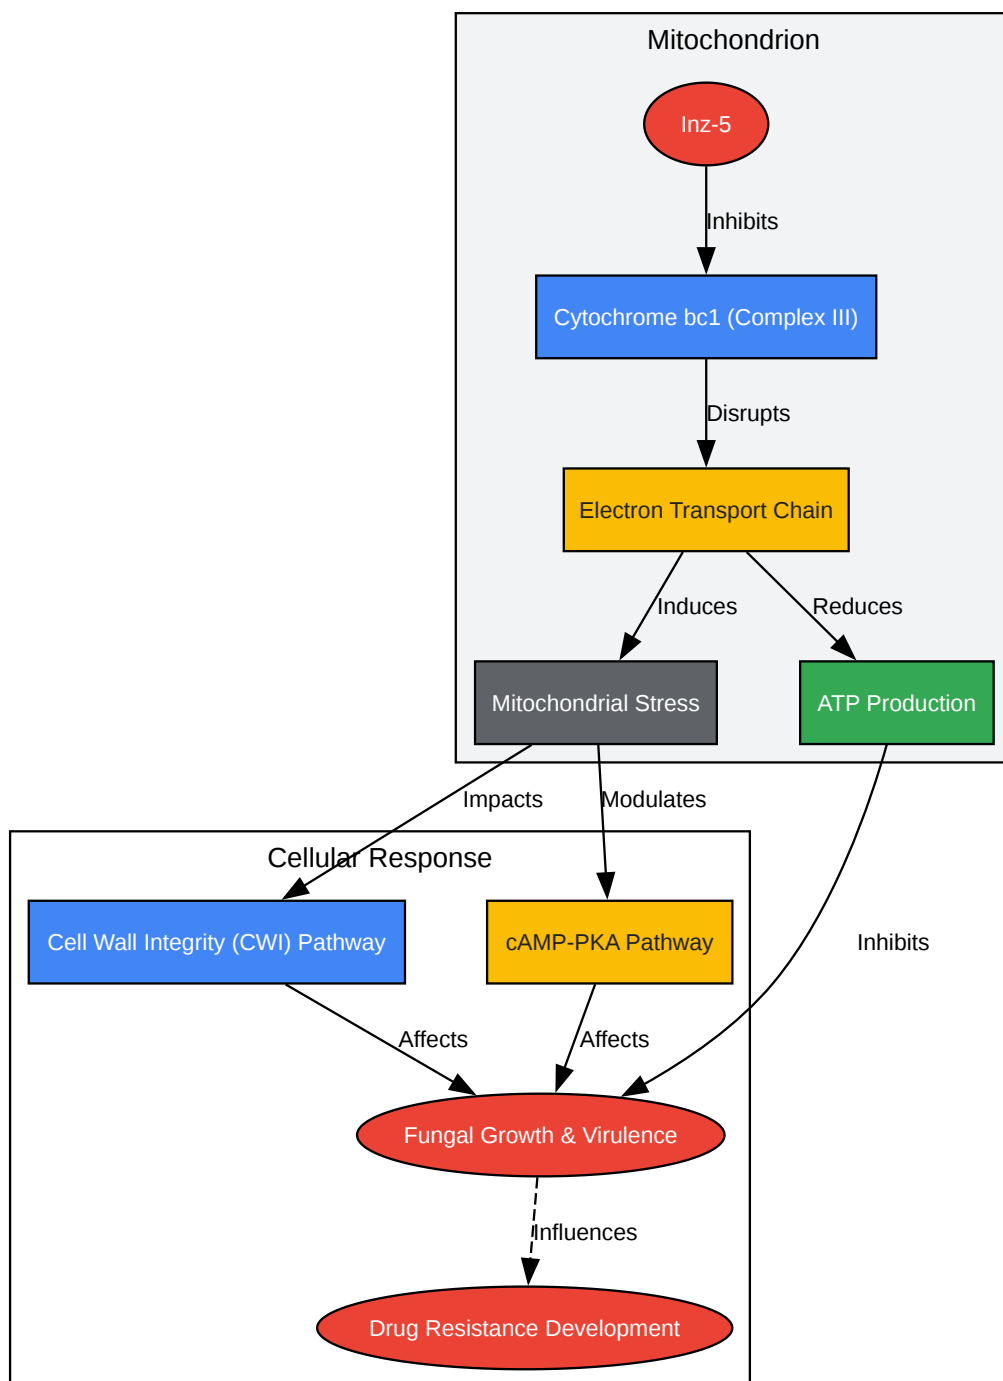 Mitochondrion
Inz-5
Inhibits
Cytochrome bc1 (Complex III)
Disrupts
Electron Transport Chain
Induces
Reduces
Mitochondrial Stress
ATP Production
Impacts
Modulates
Cellular Response
Cell Wall Integrity (CWI) Pathway
cAMP-PKA Pathway
Inhibits
Affects
Affects
Fungal Growth & Virulence
Influences
Drug Resistance Development